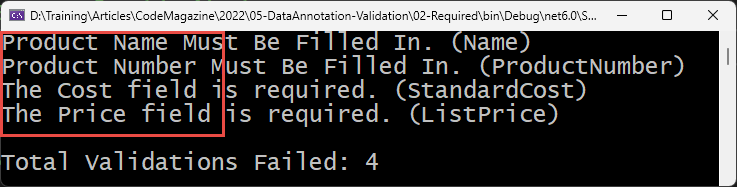 D:\Training\Articles\CodeMagazine\2022\05-DataAnnotation-Validation\02-Required\bin\Debug\net6.0\S...
Product Name Must Be Filled In. (Name)
Product Number Must Be Filled In. (ProductNumber)
The Cost field is required. (StandardCost)
The Price field is required. (ListPrice)
Total Validations Failed: 4